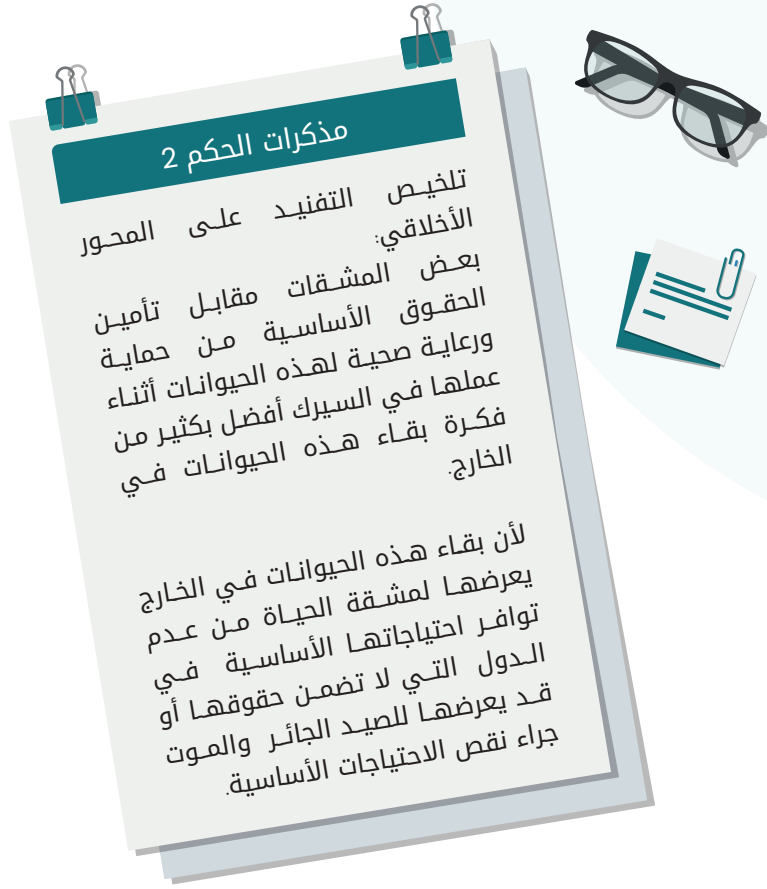 مذكرات الحكم 2
تلخيص التفنيد على المحور
الأخلاقي:
بعض المشقات مقابل تأمين
الحقوق الأساسية من حماية
ورعاية صحية لهذه الحيوانات أثناء
عملها في السيرك أفضل بكثير من
فكرة بقاء هذه الحيوانات في
الخارج.
لأن بقاء هذه الحيوانات في الخارج
يعرضها لمشقة الحياة من عدم
توافر احتياجاتها الأساسية في
الدول التي لا تضمن حقوقها أو
قد يعرضها للصيد الجائر والموت
جراء نقص الاحتياجات الأساسية.